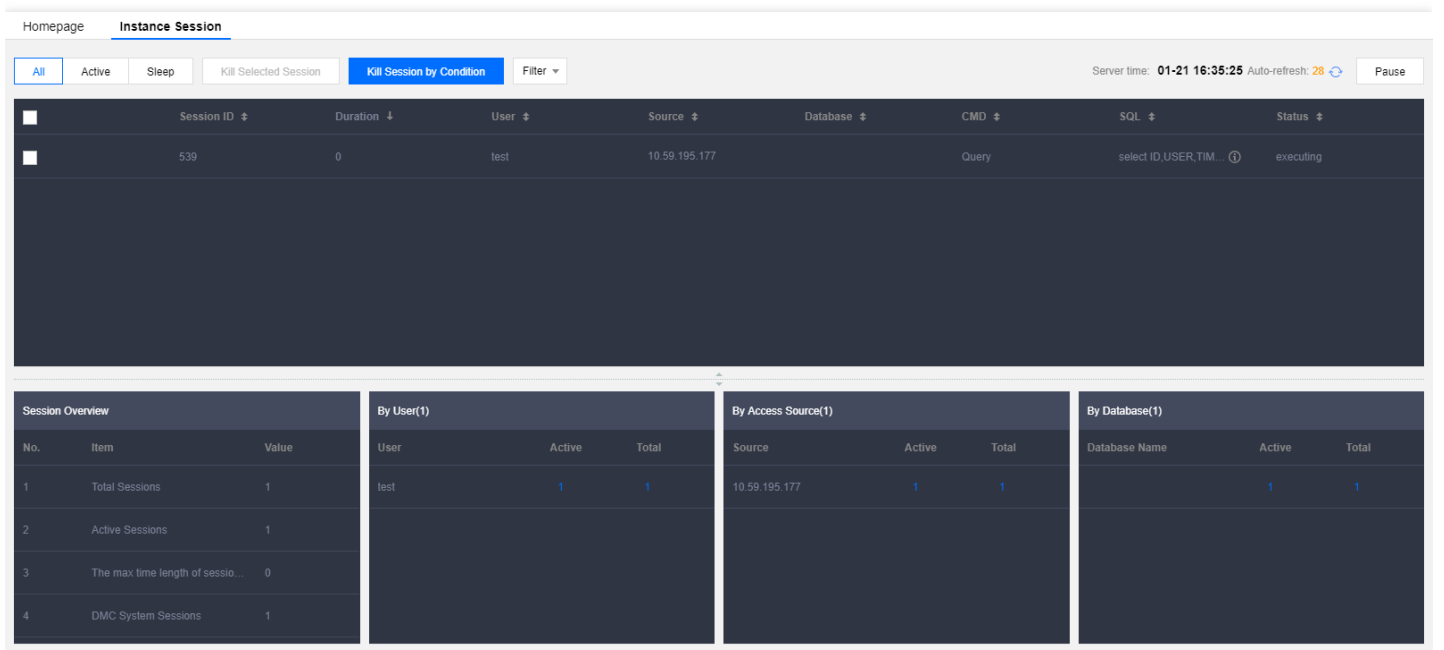 Homepage Instance Session
All Active Sleep Kill Selected Session Kill Session by Condition Filter Server time: 01-21 16:35:25 Auto-refresh: 28 Pause
Session ID Duration User Source Database CMD SQL Status
539 0 test 10.59.195.177 Query select ID,USER,TIM... executing
Session Overview By User(1) By Access Source(1) By Database(1)
No. Item Value User Active Total Source Active Total Database Name Active Total
1 Total Sessions 1 test 1 1 10.59.195.177 1 1 1 1
2 Active Sessions 1
3 The max time length of sessio... 0
4 DMC System Sessions 1